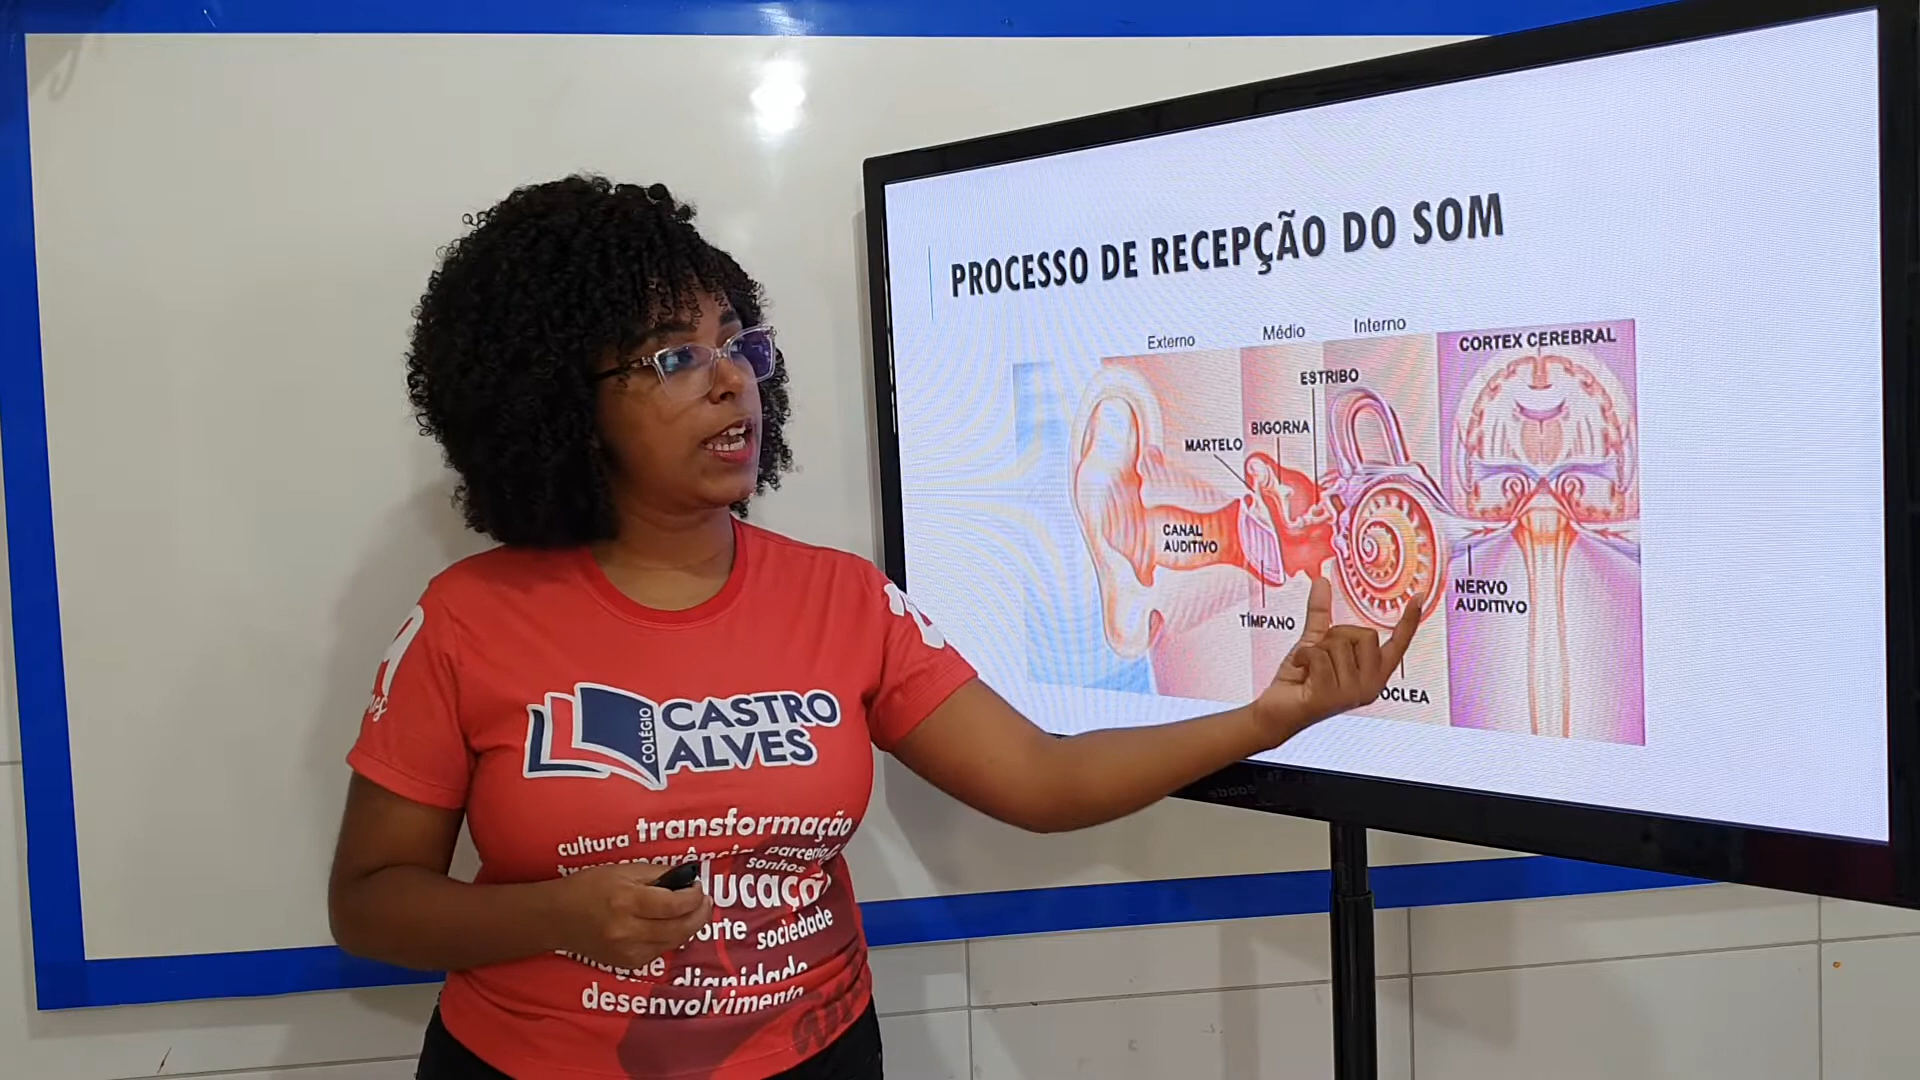 PROCESSO DE RECEPÇÃO DO SOM
Externo
Médio
Interno
CORTEX CEREBRAL
ESTRIBO
BIGORNA
MARTELO
CANAL
AUDITIVO
TÍMPANO
NERVO
AUDITIVO
OCLEA
COLÉGIO
CASTRO
ALVES
cultura transformação
sonhos
sociedade
dignidade
desenvolvimento